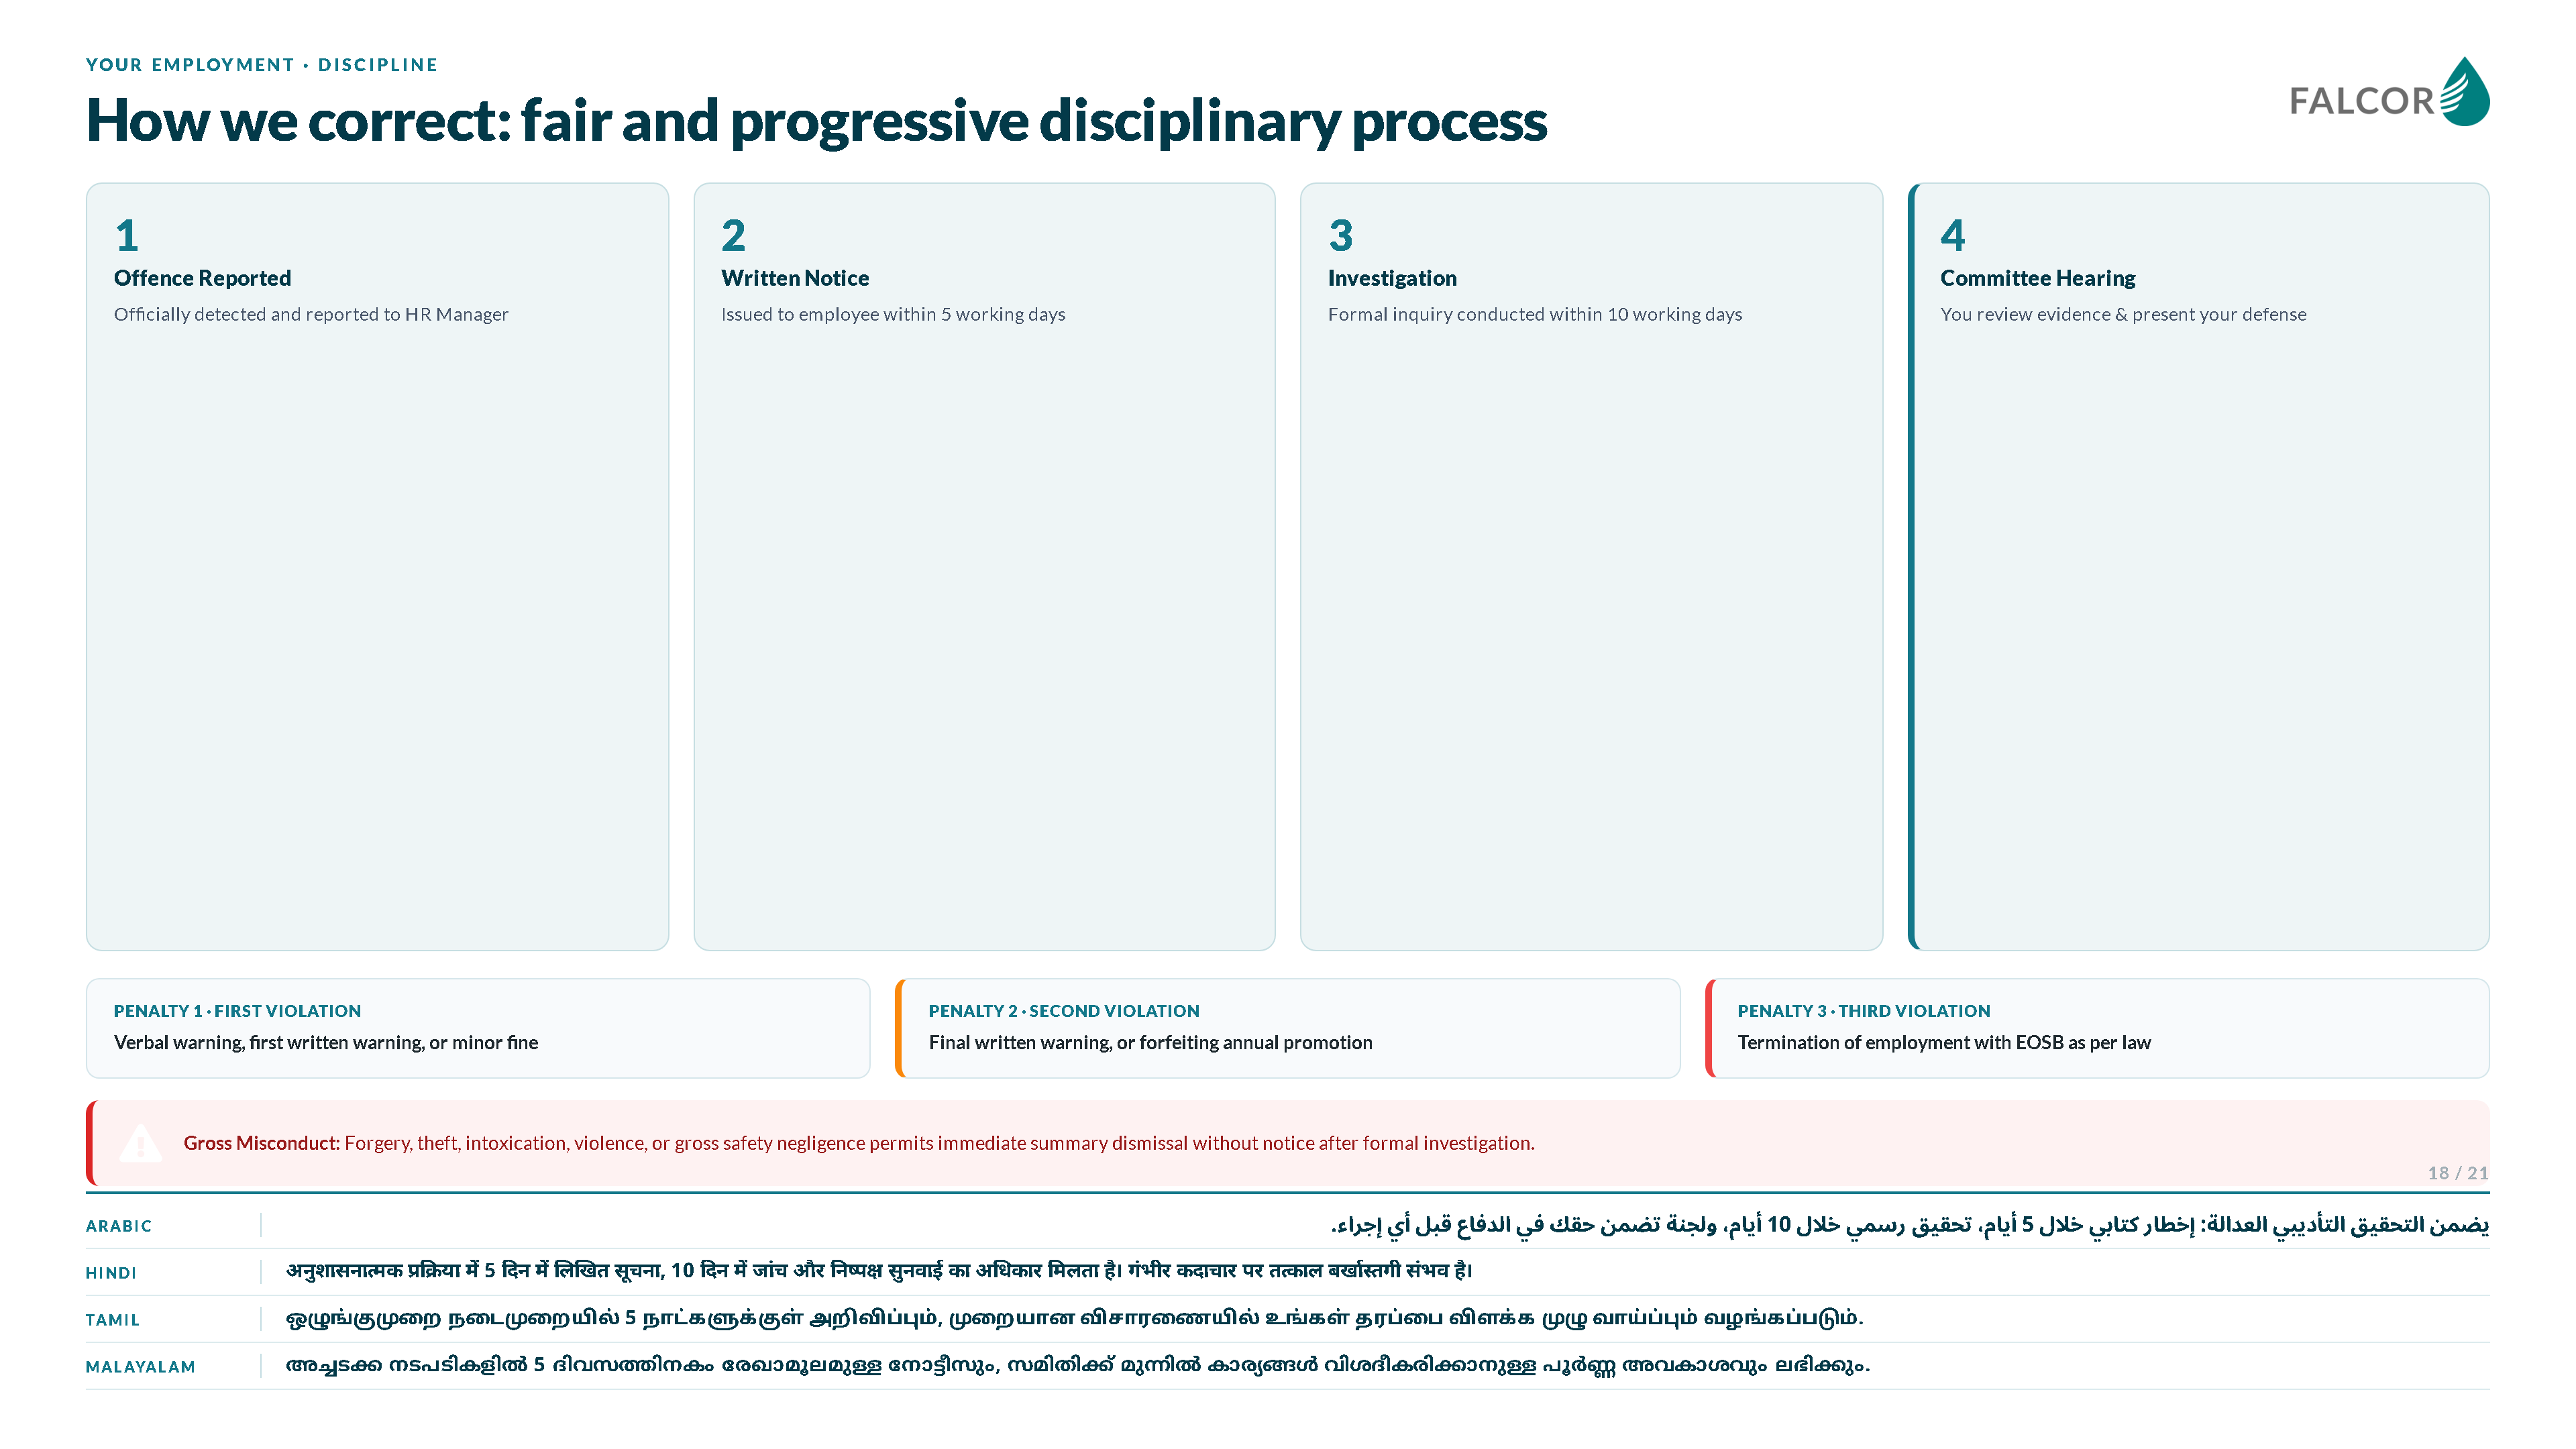 YOUR EMPLOYMENT · DISCIPLINE
How we correct: fair and progressive disciplinary process
FALCOR
1
Offence Reported
Officially detected and reported to HR Manager
2
Written Notice
Issued to employee within 5 working days
3
Investigation
Formal inquiry conducted within 10 working days
4
Committee Hearing
You review evidence & present your defense
PENALTY 1 · FIRST VIOLATION
Verbal warning, first written warning, or minor fine
PENALTY 2 · SECOND VIOLATION
Final written warning, or forfeiting annual promotion
PENALTY 3 · THIRD VIOLATION
Termination of employment with EOSB as per law
Gross Misconduct: Forgery, theft, intoxication, violence, or gross safety negligence permits immediate summary dismissal without notice after formal investigation.
18 / 21
ARABIC
يضمن التحقيق التأديبي العدالة: إخطار كتابي خلال 5 أيام، تحقيق رسمي خلال 10 أيام، ولجنة تضمن حقك في الدفاع قبل أي إجراء.
HINDI
अनुशासनात्मक प्रक्रिया में 5 दिन में लिखित सूचना, 10 दिन में जांच और निष्पक्ष सुनवाई का अधिकार मिलता है। गंभीर कदाचार पर तत्काल बर्खास्तगी संभव है।
TAMIL
ஒழுங்குமுறை நடைமுறையில் 5 நாட்களுக்குள் அறிவிப்பும், முறையான விசாரணையில் உங்கள் தரப்பை விளக்க முழு வாய்ப்பும் வழங்கப்படும்.
MALAYALAM
അച്ചടക്ക നടപടികളിൽ 5 ദിവസത്തിനകം രേഖാമൂലമുള്ള നോട്ടീസും, സമിതിക്ക് മുന്നിൽ കാര്യങ്ങൾ വിശദീകരിക്കാനുള്ള പൂർണ്ണ അവകാശവും ലഭിക്കും.